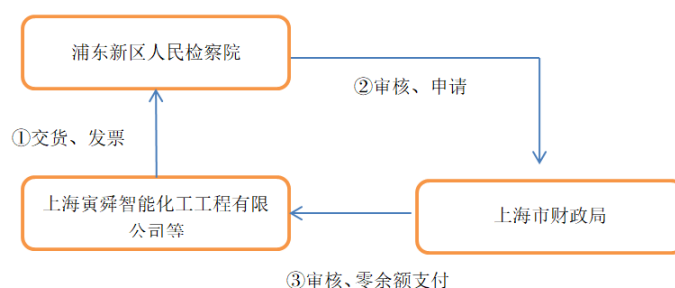 浦东新区人民检察院
②审核、申请
①交货、发票
上海寅舜智能化工工程有限
公司等
上海市财政局
③审核、零余额支付